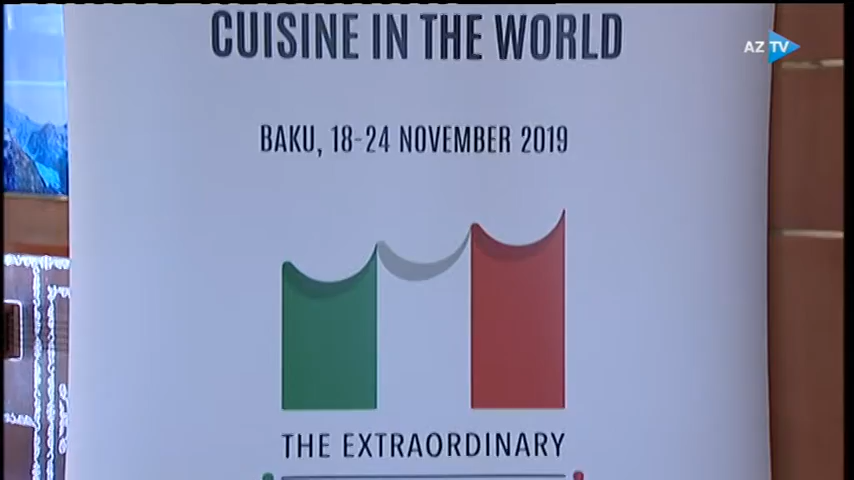 CUISINE IN THE WORLD
AZ TV
BAKU, 18-24 NOVEMBER 2019
THE EXTRAORDINARY